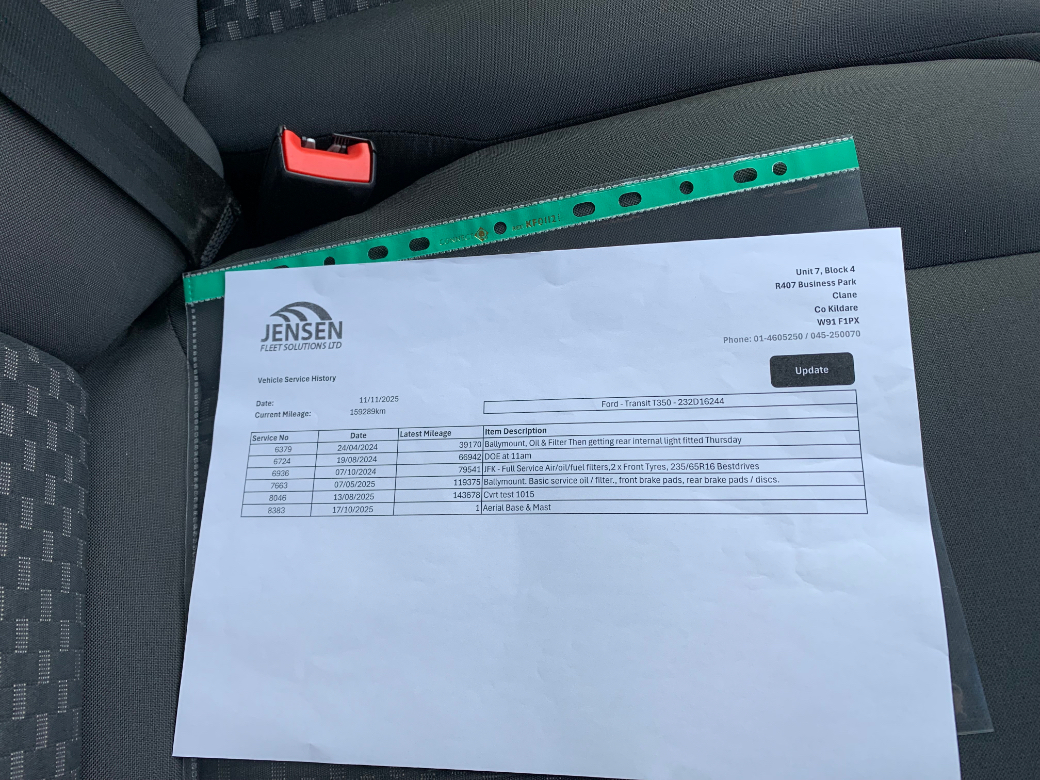 KF0(12)
Unit 7, Block 4
R407 Business Park
Clane
Co Kildare
W91 F1PX
Phone: 01-4605250 / 045-250070
JENSEN
FLEET SOLUTIONS LTD
Update
Vehicle Service History
Date: 11/11/2025
Current Mileage: 159289km
Ford - Transit T350 - 232D16244
Service No Date Latest Mileage Item Description
6379 24/04/2024 39170 Ballymount, Oil & Filter Then getting rear internal light fitted Thursday
6724 19/08/2024 66942 DOE at 11am
6936 07/10/2024 79541 JFK - Full Service Air/oil/fuel filters,2 x Front Tyres, 235/65R16 Bestdrives
7663 07/05/2025 119375 Ballymount. Basic service oil / filter., front brake pads, rear brake pads / discs.
8046 13/08/2025 143678 Cvrt test 1015
8383 17/10/2025 1 Aerial Base & Mast